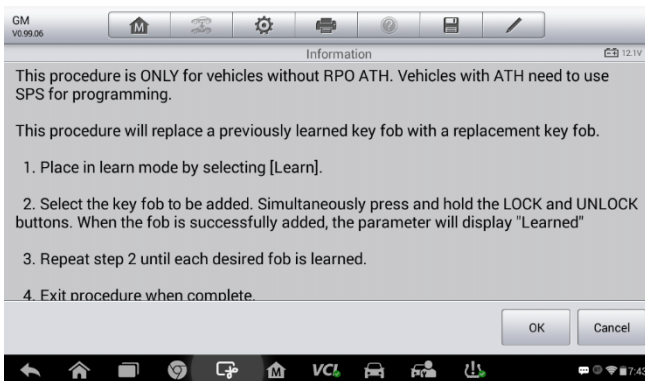 GM
V0.99.06
Information
12.1V
This procedure is ONLY for vehicles without RPO ATH. Vehicles with ATH need to use
SPS for programming.
This procedure will replace a previously learned key fob with a replacement key fob.
1. Place in learn mode by selecting [Learn].
2. Select the key fob to be added. Simultaneously press and hold the LOCK and UNLOCK
buttons. When the fob is successfully added, the parameter will display "Learned"
3. Repeat step 2 until each desired fob is learned.
4. Exit procedure when complete.
OK Cancel
M VCI 7:43